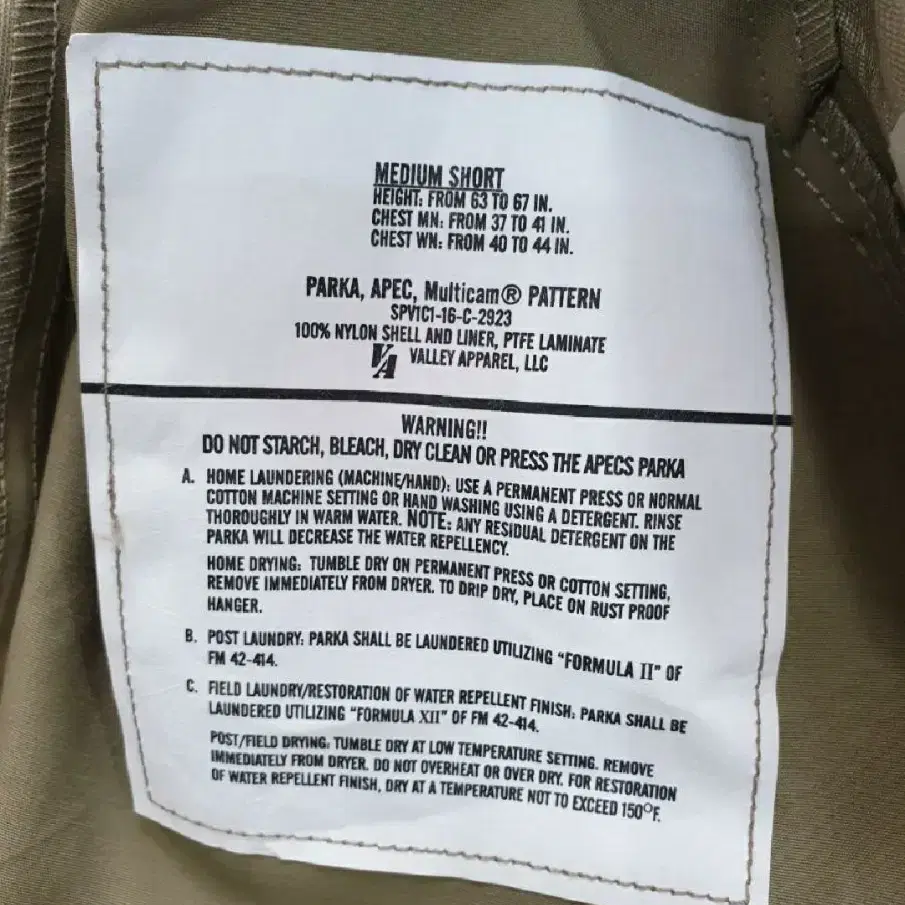 MEDIUM SHORT
HEIGHT: FROM 63 TO 67 IN.
CHEST MN: FROM 37 TO 41 IN.
CHEST WN: FROM 40 TO 44 IN.
PARKA, APEC, Multicam® PATTERN
SPV1C1-16-C-2923
100% NYLON SHELL AND LINER, PTFE LAMINATE
VA VALLEY APPAREL, LLC
WARNING!!
DO NOT STARCH, BLEACH, DRY CLEAN OR PRESS THE APECS PARKA
A. HOME LAUNDERING (MACHINE/HAND): USE A PERMANENT PRESS OR NORMAL
COTTON MACHINE SETTING OR HAND WASHING USING A DETERGENT. RINSE
THOROUGHLY IN WARM WATER. NOTE: ANY RESIDUAL DETERGENT ON THE
PARKA WILL DECREASE THE WATER REPELLENCY.
HOME DRYING: TUMBLE DRY ON PERMANENT PRESS OR COTTON SETTING,
REMOVE IMMEDIATELY FROM DRYER. TO DRIP DRY, PLACE ON RUST PROOF
HANGER.
B. POST LAUNDRY: PARKA SHALL BE LAUNDERED UTILIZING "FORMULA II" OF
FM 42-414.
C. FIELD LAUNDRY/RESTORATION OF WATER REPELLENT FINISH: PARKA SHALL BE
LAUNDERED UTILIZING "FORMULA XII" OF FM 42-414.
POST/FIELD DRYING: TUMBLE DRY AT LOW TEMPERATURE SETTING. REMOVE
IMMEDIATELY FROM DRYER. DO NOT OVERHEAT OR OVER DRY. FOR RESTORATION
OF WATER REPELLENT FINISH, DRY AT A TEMPERATURE NOT TO EXCEED 150°F.